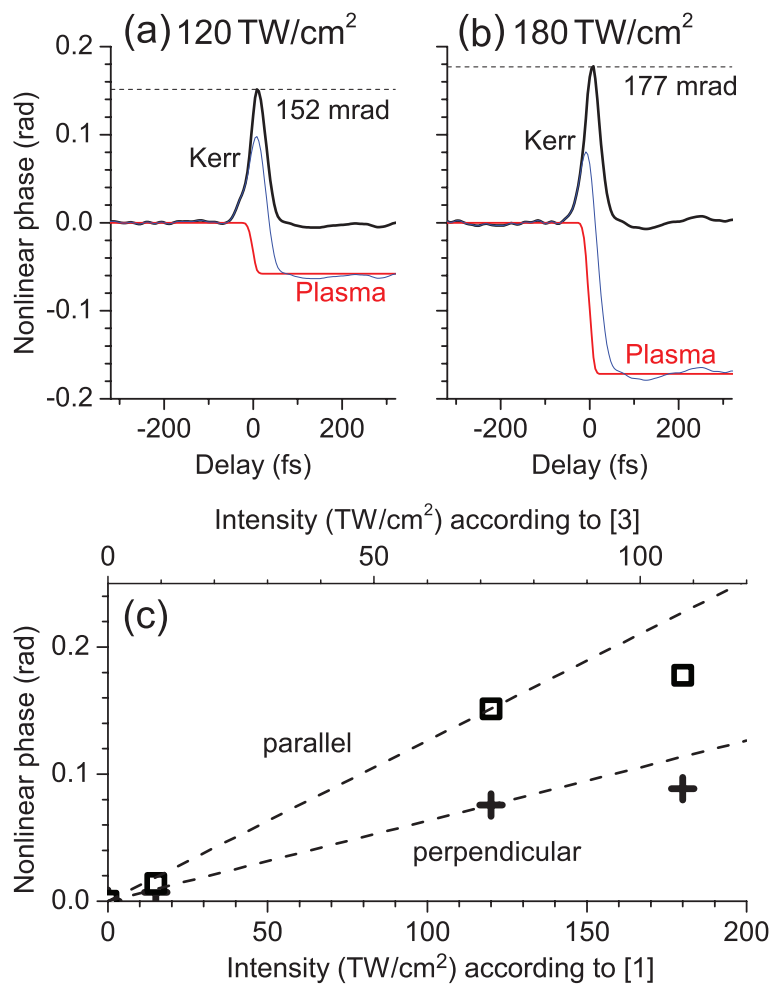 (a) 120 TW/cm² (b) 180 TW/cm²
0.2
0.1
0.0
-0.1
-0.2
Nonlinear phase (rad)
152 mrad
Kerr
Plasma
177 mrad
Kerr
Plasma
-200 0 200 -200 0 200
Delay (fs) Delay (fs)
Intensity (TW/cm²) according to [3]
0 50 100
(c)
0.2
0.1
0.0
Nonlinear phase (rad)
parallel
perpendicular
0 50 100 150 200
Intensity (TW/cm²) according to [1]